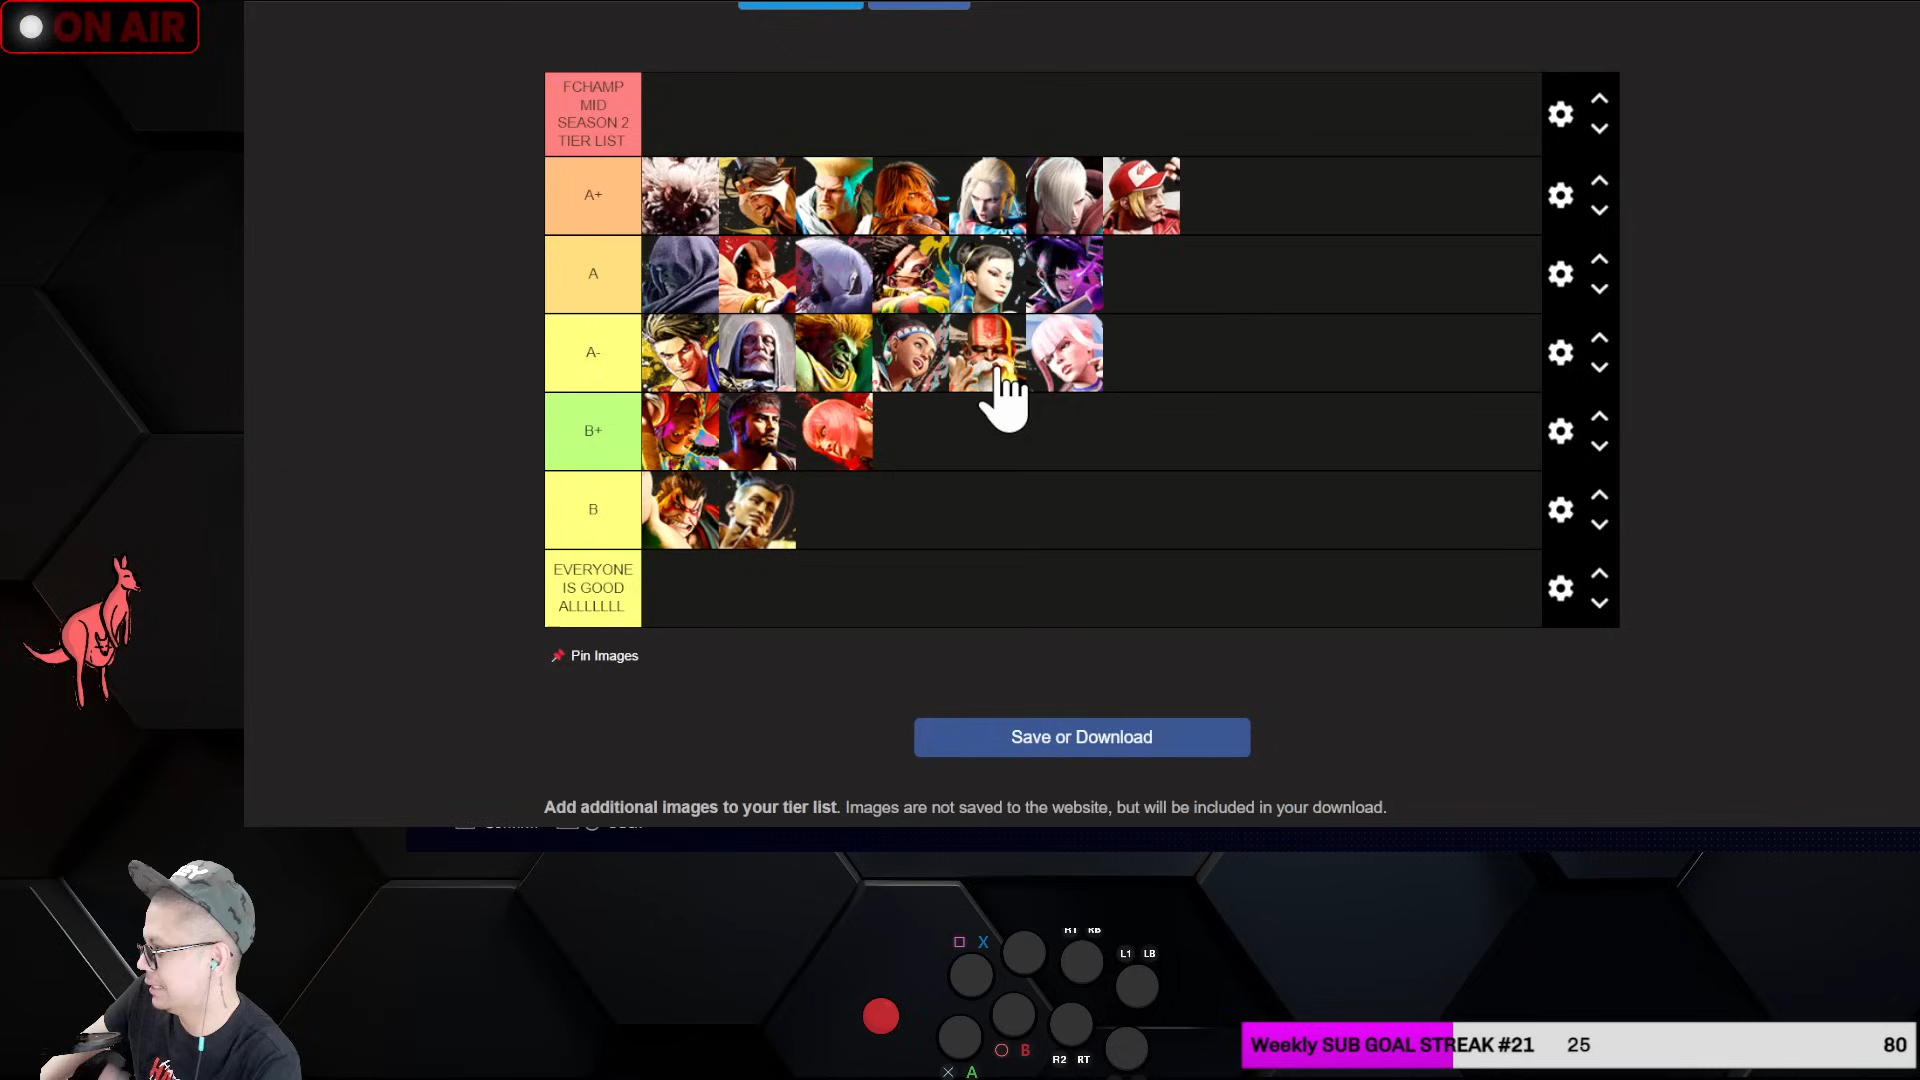 ON AIR
FCHAMP
MID
SEASON 2
TIER LIST
A+
A
A-
B+
B
EVERYONE
IS GOOD
ALLLLLLL
Pin Images
Save or Download
Add additional images to your tier list. Images are not saved to the website, but will be included in your download.
R1 RB
X
L1 LB
B
R2 RT
A
Weekly SUB GOAL STREAK #21 25 80